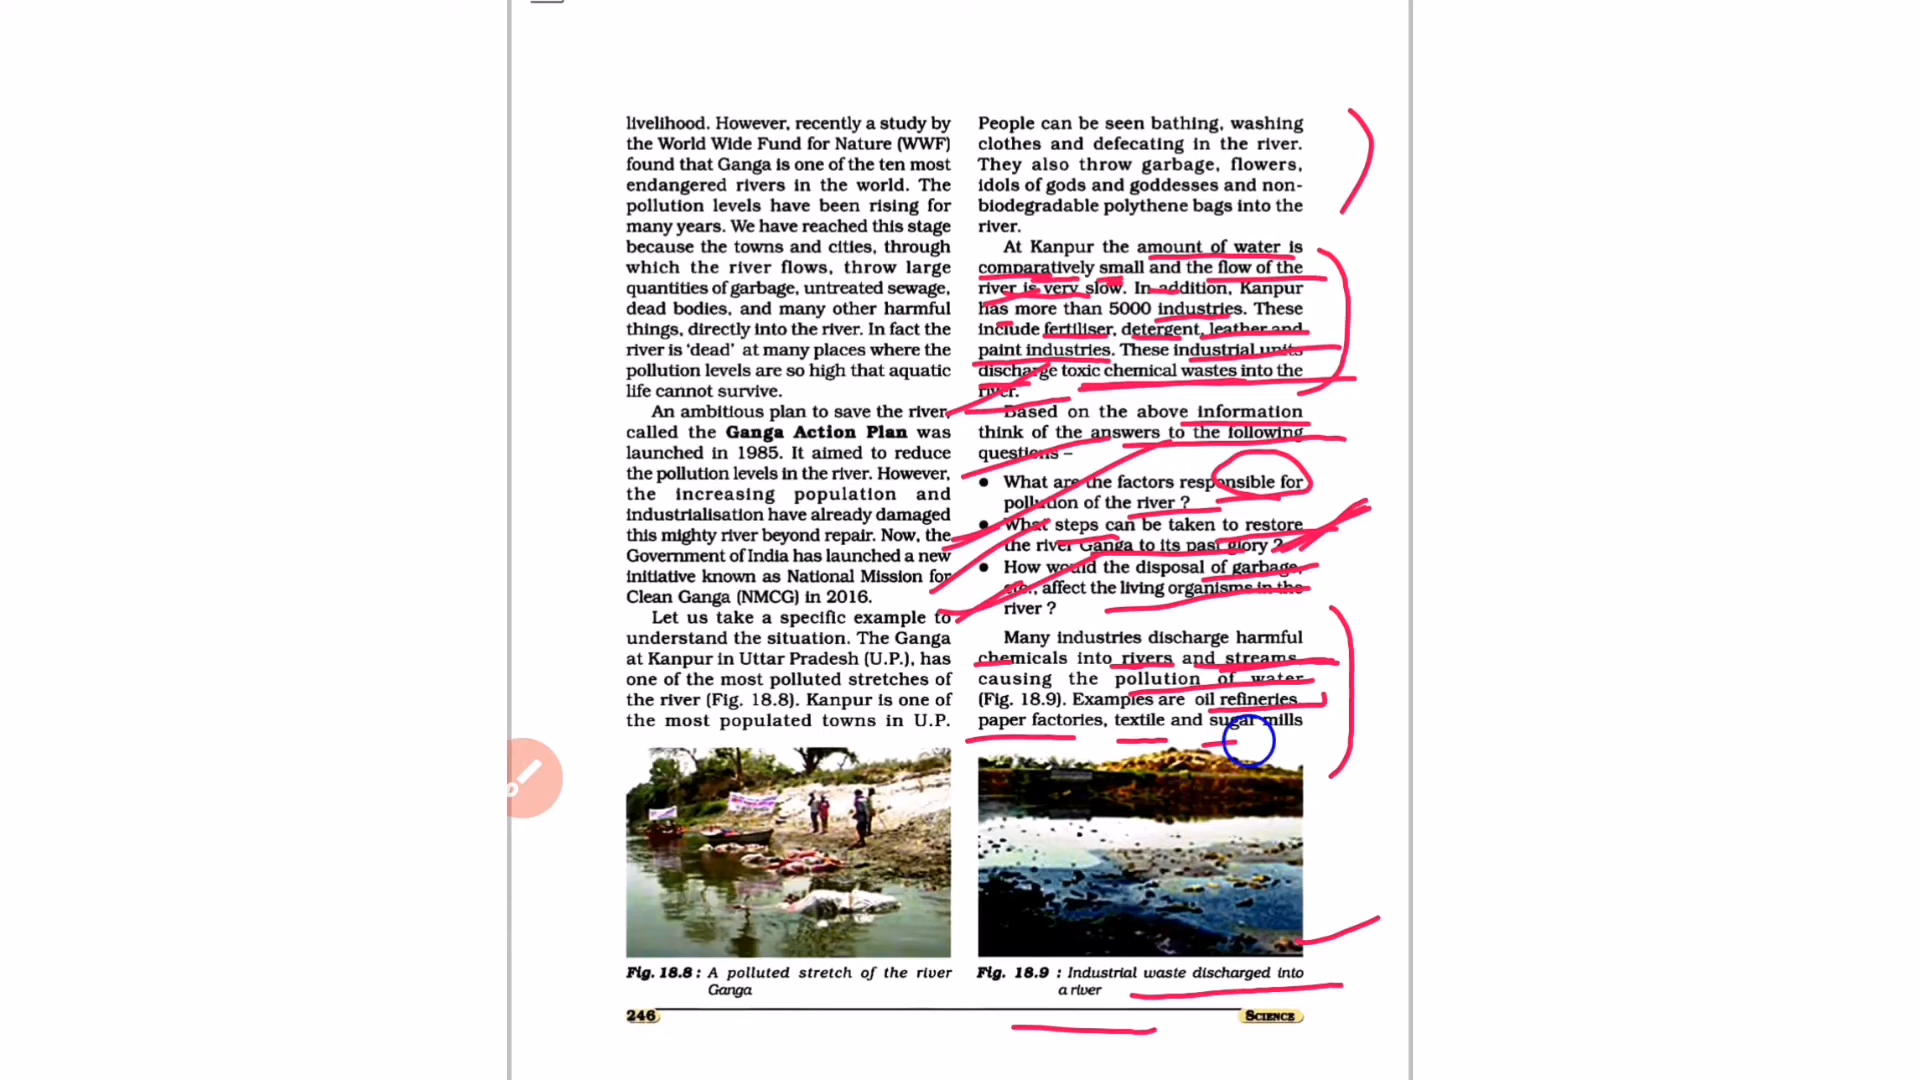 livelihood. However, recently a study by
the World Wide Fund for Nature (WWF)
found that Ganga is one of the ten most
endangered rivers in the world. The
pollution levels have been rising for
many years. We have reached this stage
because the towns and cities, through
which the river flows, throw large
quantities of garbage, untreated sewage,
dead bodies, and many other harmful
things, directly into the river. In fact the
river is ‘dead’ at many places where the
pollution levels are so high that aquatic
life cannot survive.
An ambitious plan to save the river,
called the Ganga Action Plan was
launched in 1985. It aimed to reduce
the pollution levels in the river. However,
the increasing population and
industrialisation have already damaged
this mighty river beyond repair. Now, the
Government of India has launched a new
initiative known as National Mission for
Clean Ganga (NMCG) in 2016.
Let us take a specific example to
understand the situation. The Ganga
at Kanpur in Uttar Pradesh (U.P.), has
one of the most polluted stretches of
the river (Fig. 18.8). Kanpur is one of
the most populated towns in U.P.
Fig. 18.8 : A polluted stretch of the river
Ganga
People can be seen bathing, washing
clothes and defecating in the river.
They also throw garbage, flowers,
idols of gods and goddesses and non-
biodegradable polythene bags into the
river.
At Kanpur the amount of water is
comparatively small and the flow of the
river is very slow. In addition, Kanpur
has more than 5000 industries. These
include fertiliser, detergent, leather and
paint industries. These industrial units
discharge toxic chemical wastes into the
river.
Based on the above information
think of the answers to the following
questions –
● What are the factors responsible for
pollution of the river ?
● What steps can be taken to restore
the river Ganga to its past glory ?
● How would the disposal of garbage,
etc., affect the living organisms in the
river ?
Many industries discharge harmful
chemicals into rivers and streams,
causing the pollution of water
(Fig. 18.9). Examples are oil refineries,
paper factories, textile and sugar mills
Fig. 18.9 : Industrial waste discharged into
a river
246
SCIENCE